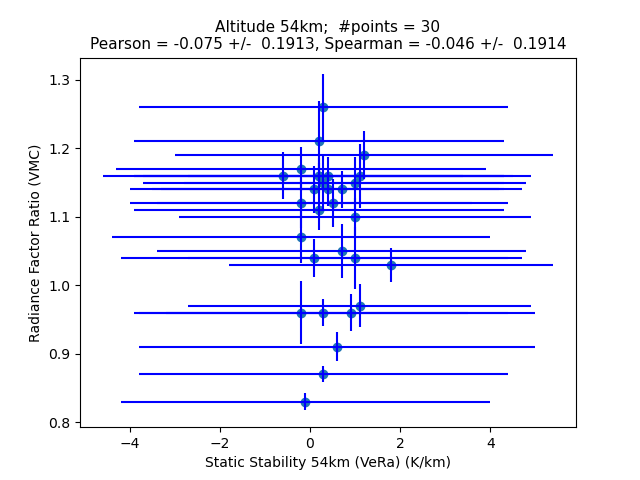 Altitude 54km;  #points = 30
Pearson = -0.075 +/-  0.1913, Spearman = -0.046 +/-  0.1914
1.3
1.2
1.1
1.0
0.9
0.8
Radiance Factor Ratio (VMC)
−4
−2
0
2
4
Static Stability 54km (VeRa) (K/km)